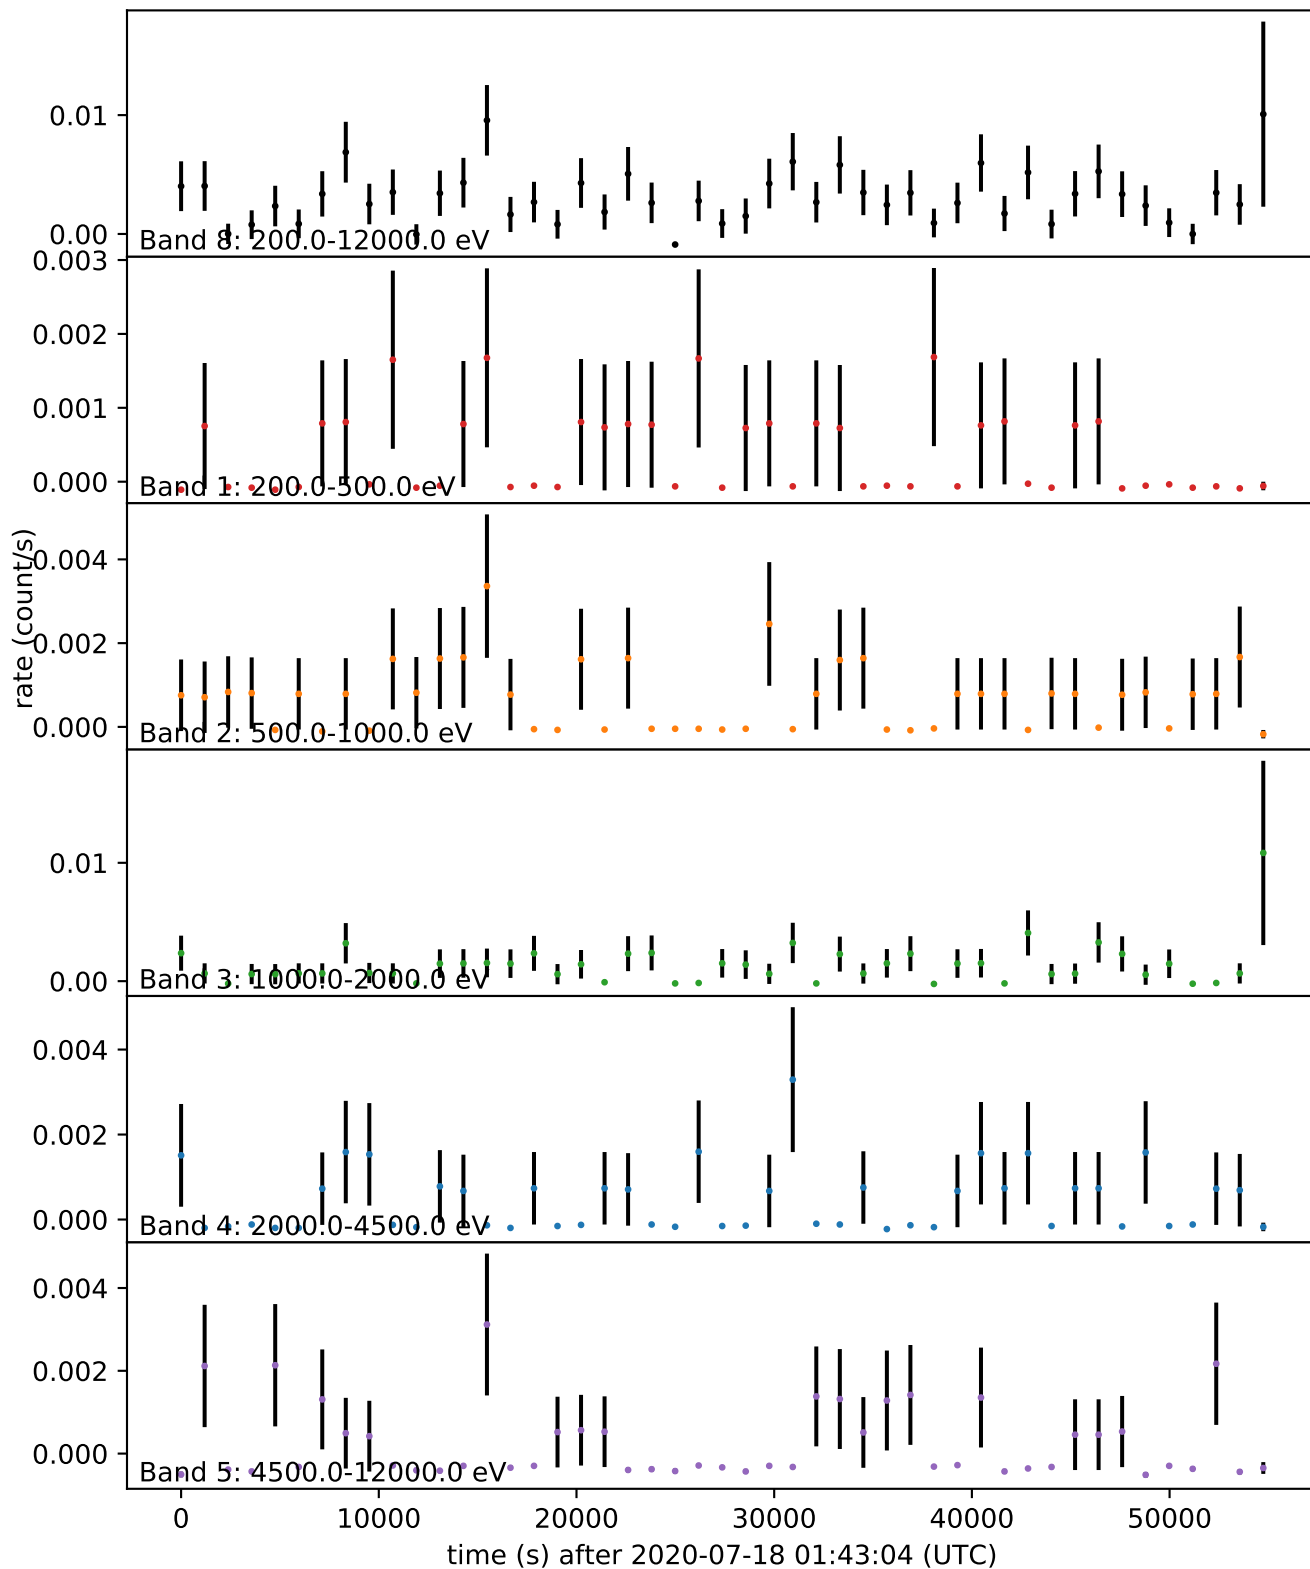 0.01
0.00
Band 8: 200.0-12000.0 eV
0.003
0.002
0.001
0.000
Band 1: 200.0-500.0 eV
rate (count/s)
0.004
0.002
0.000
Band 2: 500.0-1000.0 eV
0.01
0.00
Band 3: 1000.0-2000.0 eV
0.004
0.002
0.000
Band 4: 2000.0-4500.0 eV
0.004
0.002
0.000
Band 5: 4500.0-12000.0 eV
0 10000 20000 30000 40000 50000
time (s) after 2020-07-18 01:43:04 (UTC)